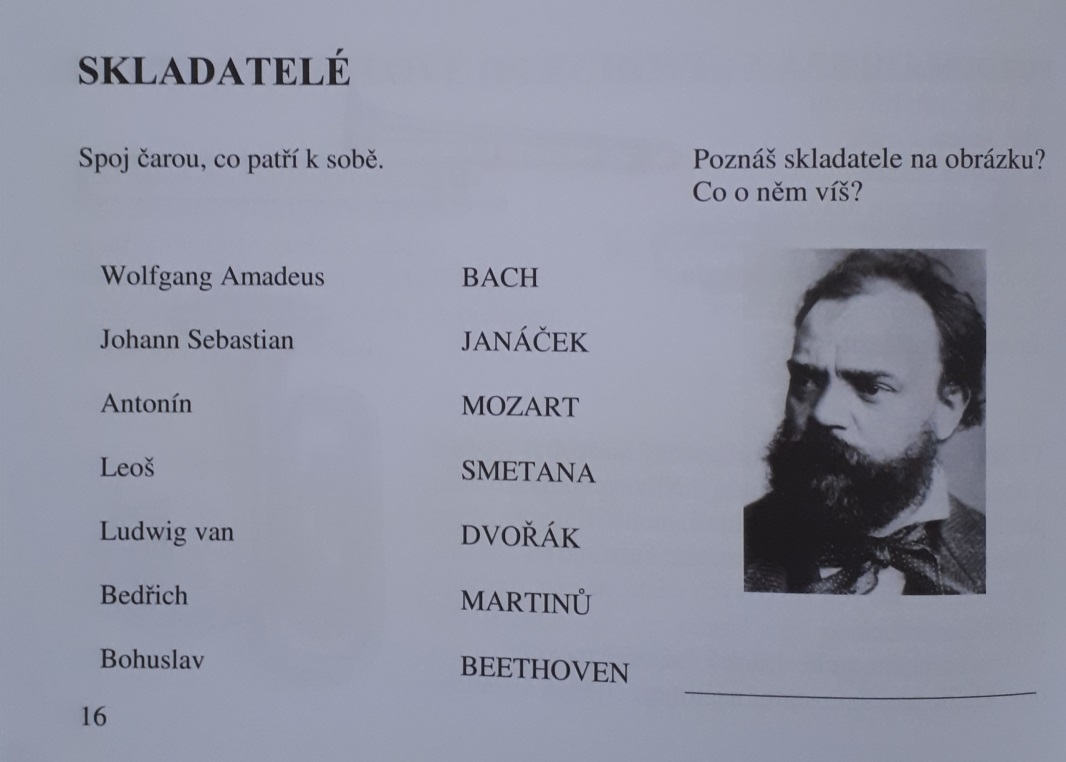 SKLADATELÉ
Spoj čarou, co patří k sobě.
Poznáš skladatele na obrázku?
Co o něm víš?
Wolfgang Amadeus BACH
Johann Sebastian JANÁČEK
Antonín MOZART
Leoš SMETANA
Ludwig van DVOŘÁK
Bedřich MARTINŮ
Bohuslav BEETHOVEN
16